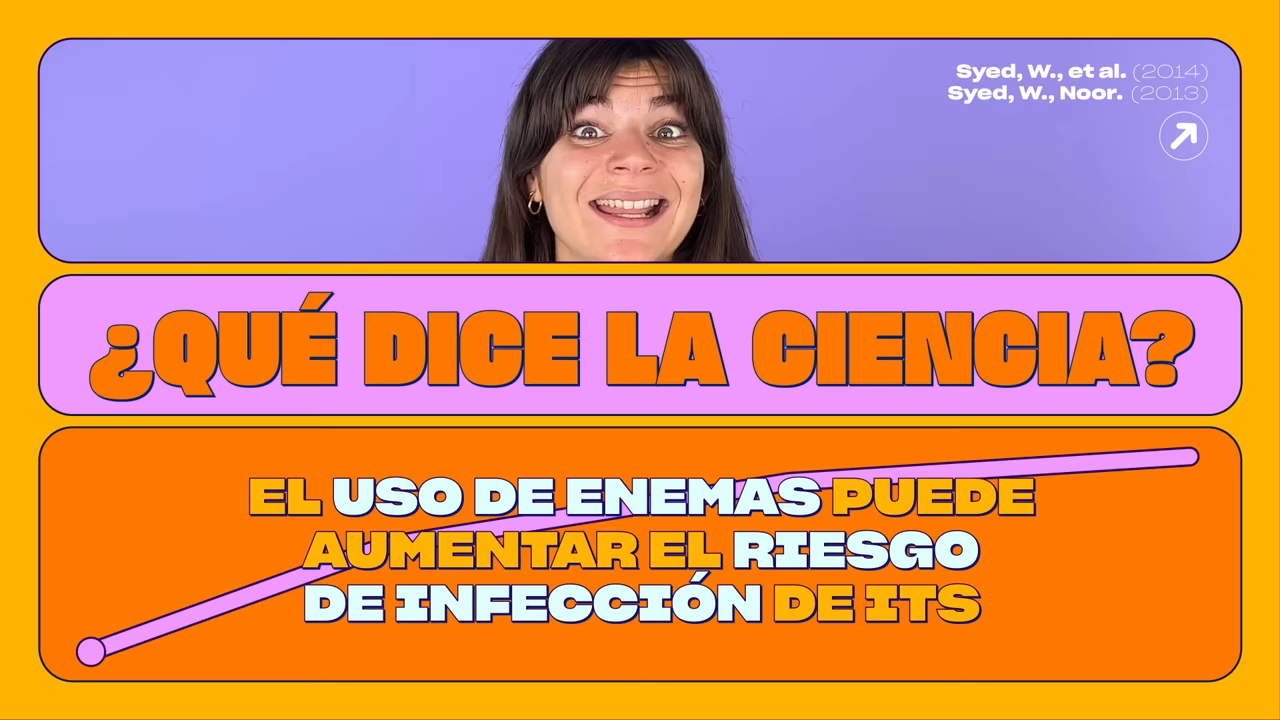 Syed, W., et al. (2014)
Syed, W., Noor. (2013)
¿QUÉ DICE LA CIENCIA?
EL USO DE ENEMAS PUEDE
AUMENTAR EL RIESGO
DE INFECCIÓN DE ITS